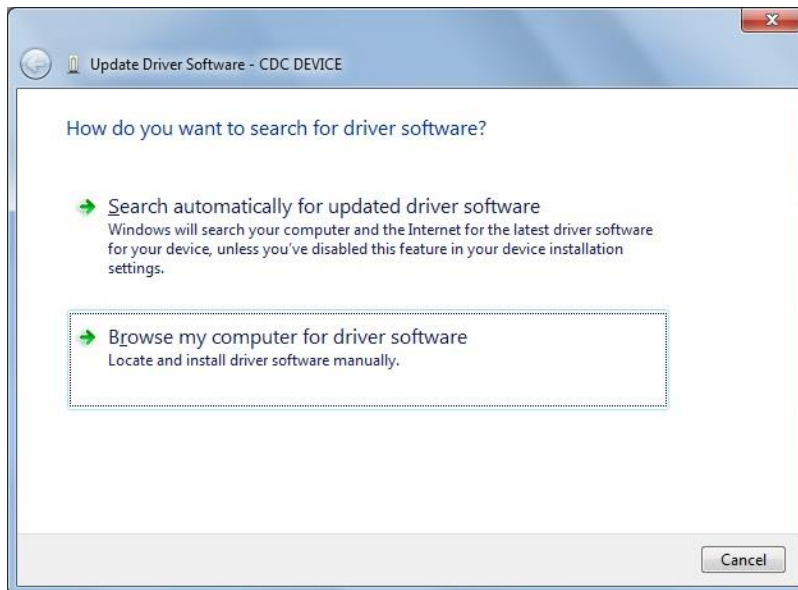 Update Driver Software - CDC DEVICE
How do you want to search for driver software?
Search automatically for updated driver software
Windows will search your computer and the Internet for the latest driver software
for your device, unless you've disabled this feature in your device installation
settings.
Browse my computer for driver software
Locate and install driver software manually.
Cancel